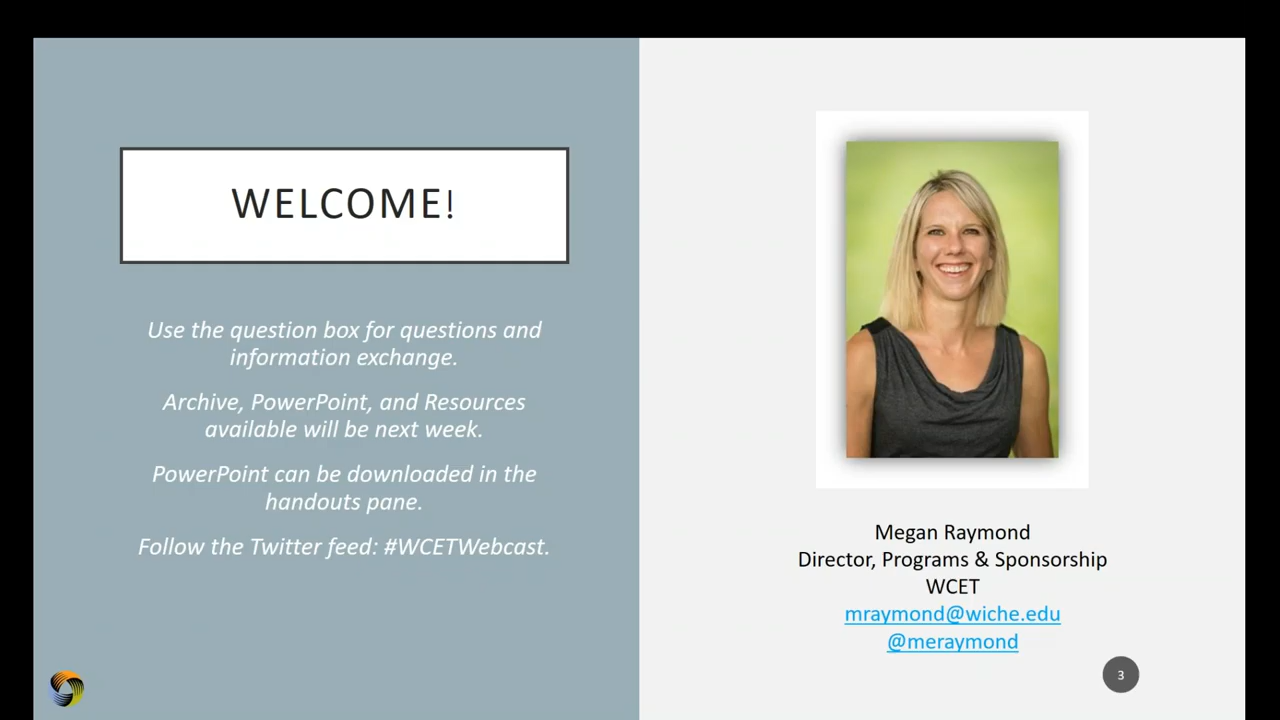 WELCOME!
Use the question box for questions and
information exchange.
Archive, PowerPoint, and Resources
available will be next week.
PowerPoint can be downloaded in the
handouts pane.
Follow the Twitter feed: #WCETWebcast.
Megan Raymond
Director, Programs & Sponsorship
WCET
mraymond@wiche.edu
@meraymond
3